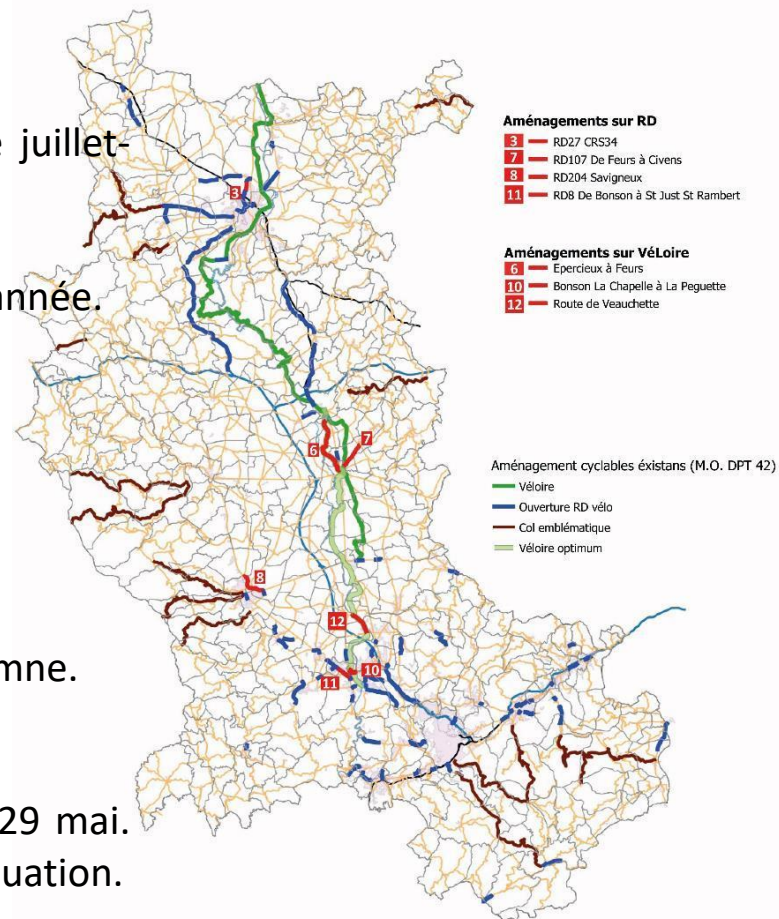 e juillet-
année.
mne.
29 mai.
uation.
Aménagements sur RD
3 RD27 CRS34
7 RD107 De Feurs à Civens
8 RD204 Savigneux
11 RD8 De Bonson à St Just St Rambert
Aménagements sur VéLoire
6 Epercieux à Feurs
10 Bonson La Chapelle à La Peguette
12 Route de Veauchette
Aménagement cyclables éxistans (M.O. DPT 42)
Véloire
Ouverture RD vélo
Col emblématique
Véloire optimum
3
6
7
8
12
10
11